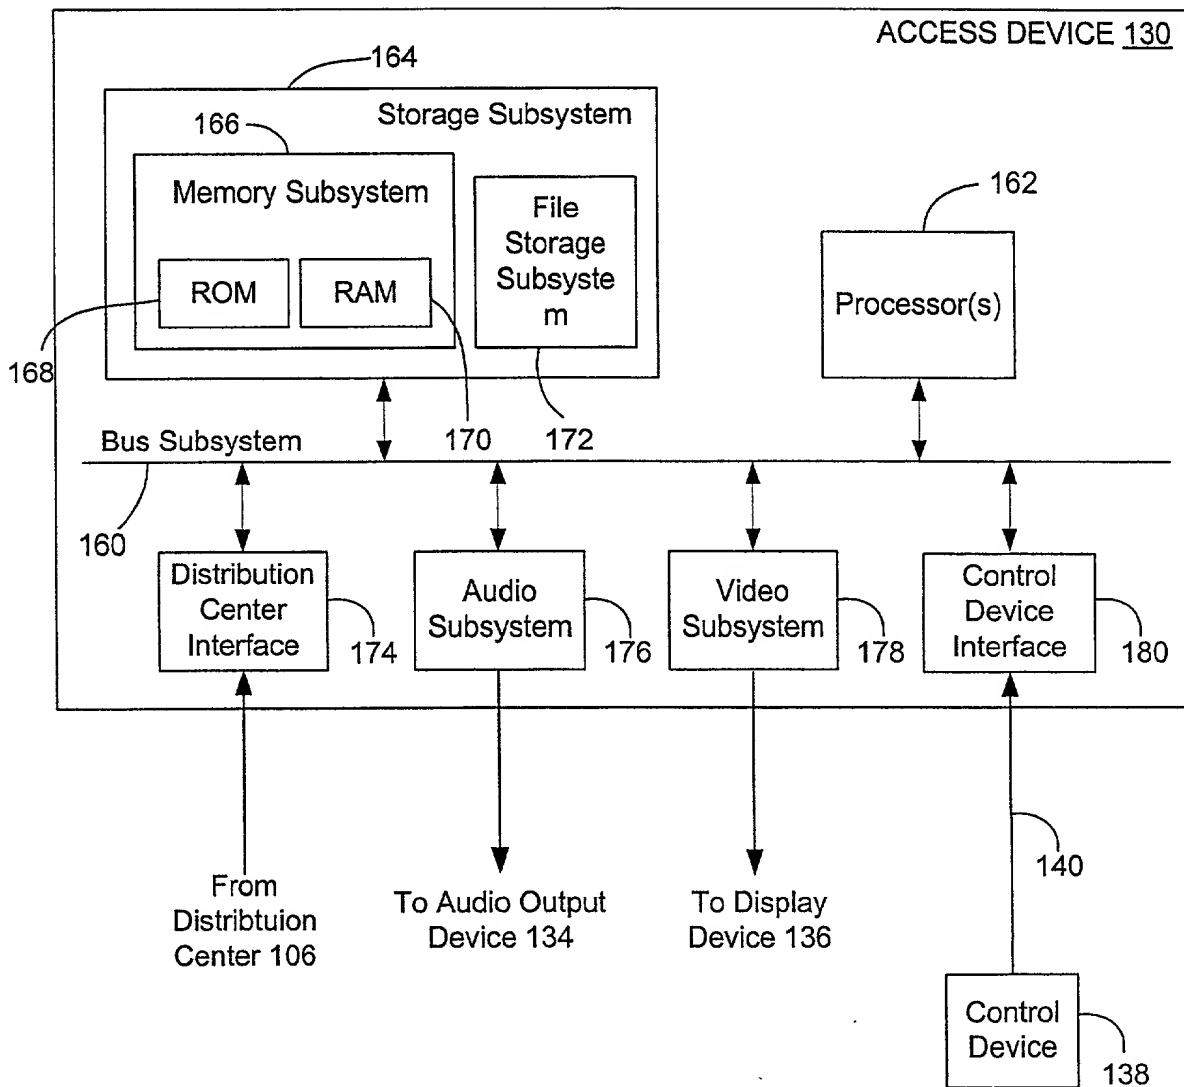 ACCESS DEVICE 130
164
Storage Subsystem
166
Memory Subsystem
File
Storage
Subsyste
m
162
ROM
RAM
Processor(s)
168
170
172
Bus Subsystem
160
Distribution
Center
Interface
174
Audio
Subsystem
176
Video
Subsystem
178
Control
Device
Interface
180
140
From
Distribtuion
Center 106
To Audio Output
Device 134
To Display
Device 136
Control
Device
138